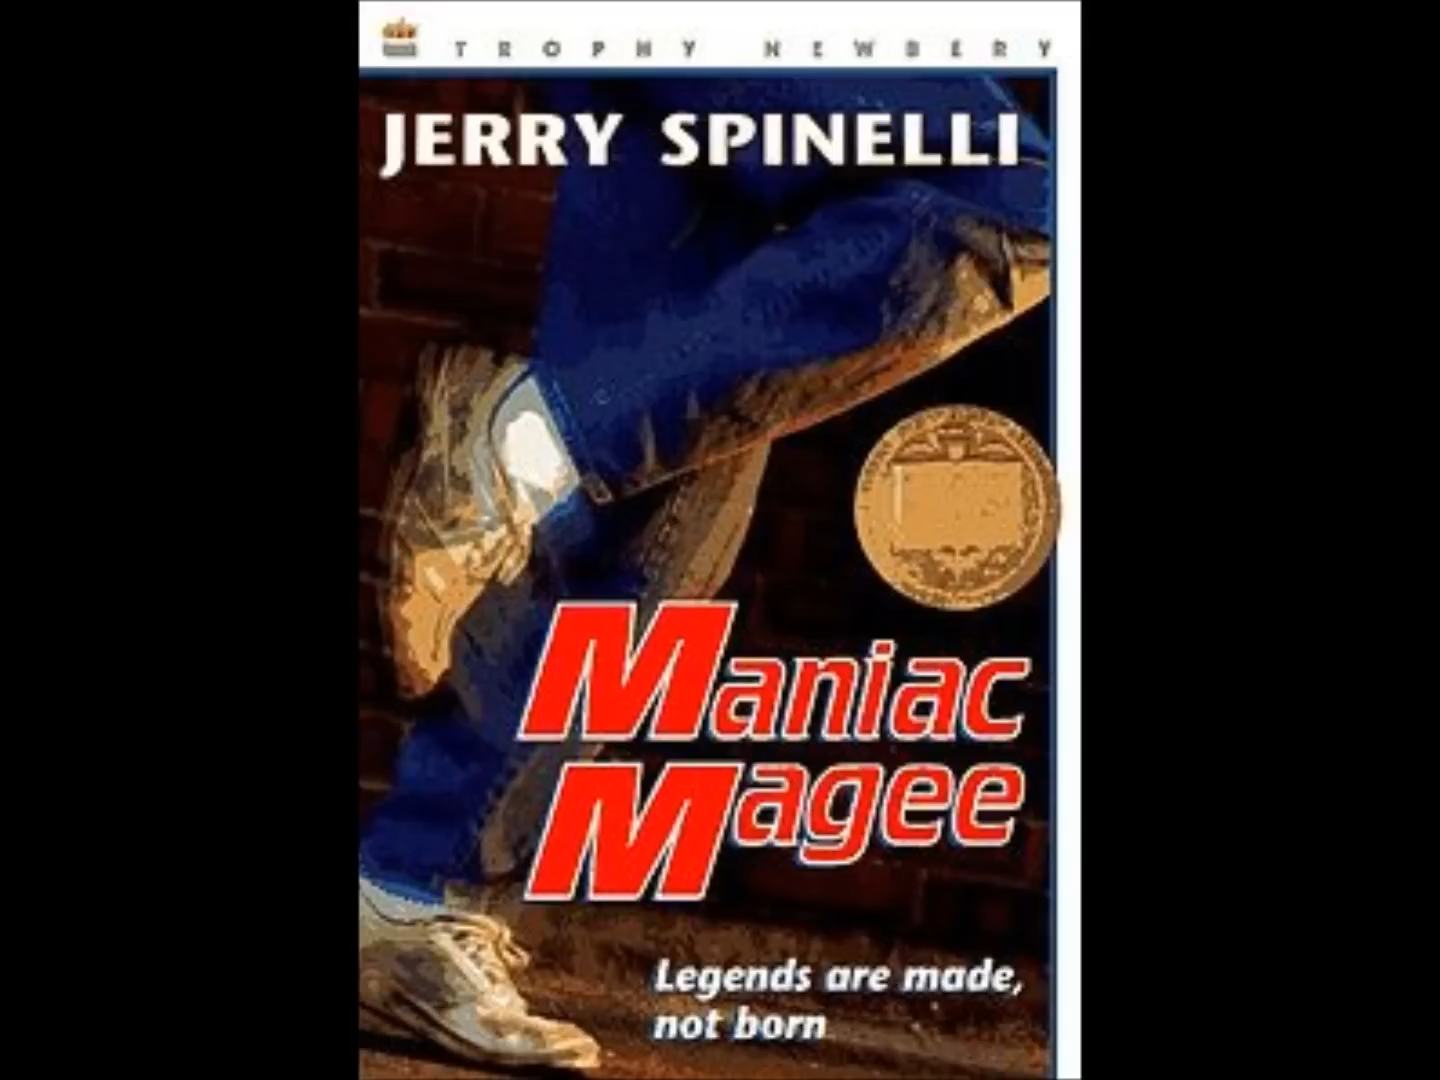 TROPHY NEWBERY
JERRY SPINELLI
Maniac
Magee
Legends are made,
not born